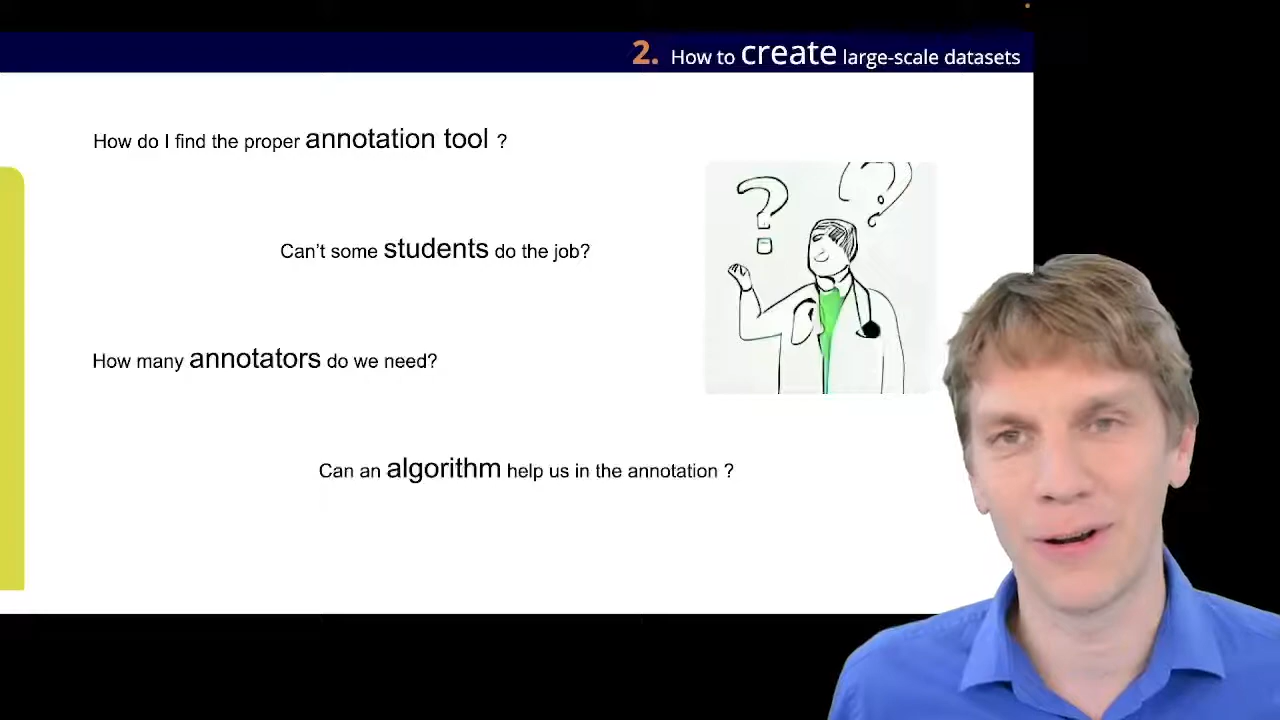 2. How to create large-scale datasets
How do I find the proper annotation tool ?
Can't some students do the job?
How many annotators do we need?
Can an algorithm help us in the annotation ?